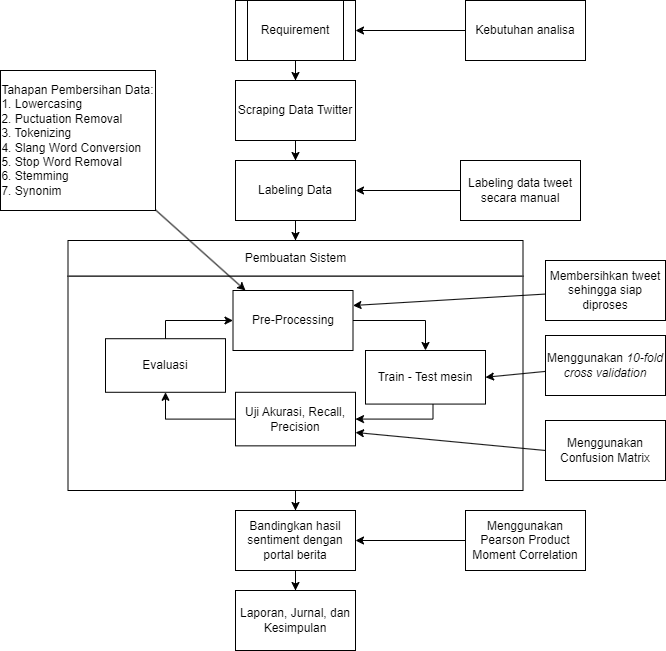 Requirement
Kebutuhan analisa
Tahapan Pembersihan Data:
1. Lowercasing
2. Puctuation Removal
3. Tokenizing
4. Slang Word Conversion
5. Stop Word Removal
6. Stemming
7. Synonim
Scraping Data Twitter
Labeling Data
Labeling data tweet
secara manual
Pembuatan Sistem
Pre-Processing
Membersihkan tweet
sehingga siap
diproses
Evaluasi
Train - Test mesin
Menggunakan 10-fold
cross validation
Uji Akurasi, Recall,
Precision
Menggunakan
Confusion Matrix
Bandingkan hasil
sentiment dengan
portal berita
Menggunakan
Pearson Product
Moment Correlation
Laporan, Jurnal, dan
Kesimpulan